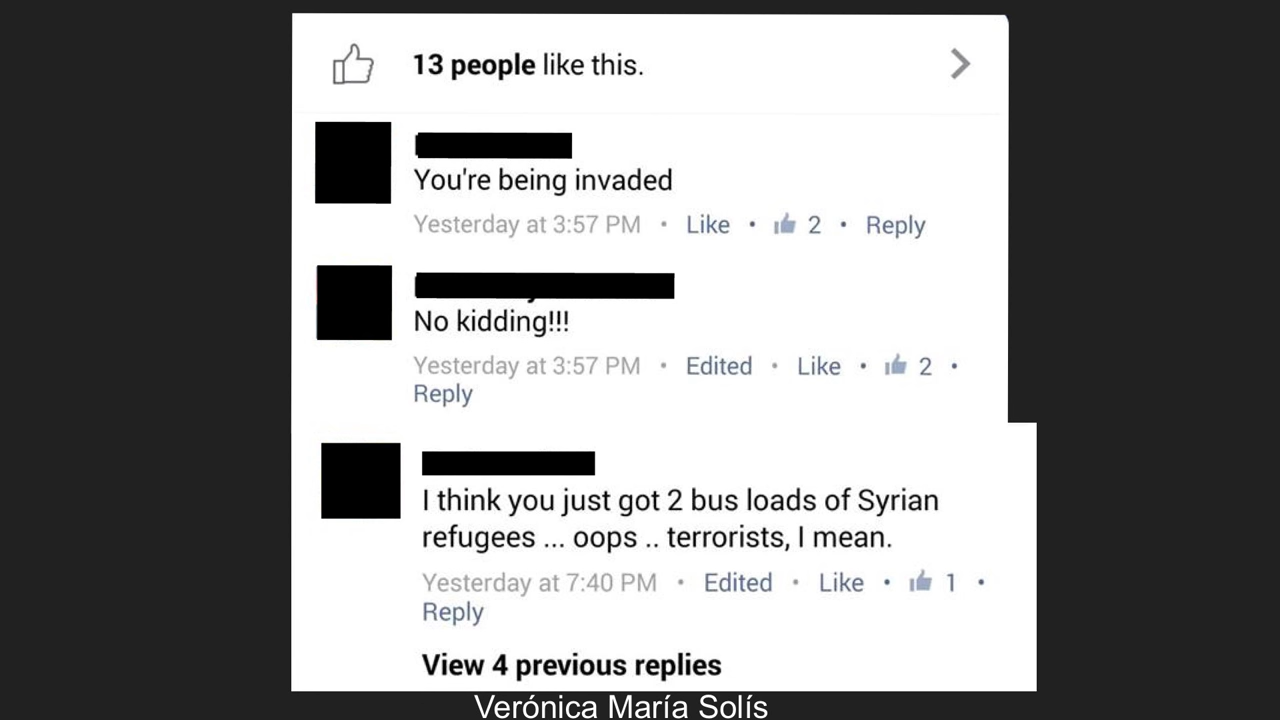 13 people like this.
You're being invaded
Yesterday at 3:57 PM • Like • 2 • Reply
No kidding!!!
Yesterday at 3:57 PM • Edited • Like • 2 •
Reply
I think you just got 2 bus loads of Syrian
refugees ... oops .. terrorists, I mean.
Yesterday at 7:40 PM • Edited • Like • 1 •
Reply
View 4 previous replies
Verónica María Solís